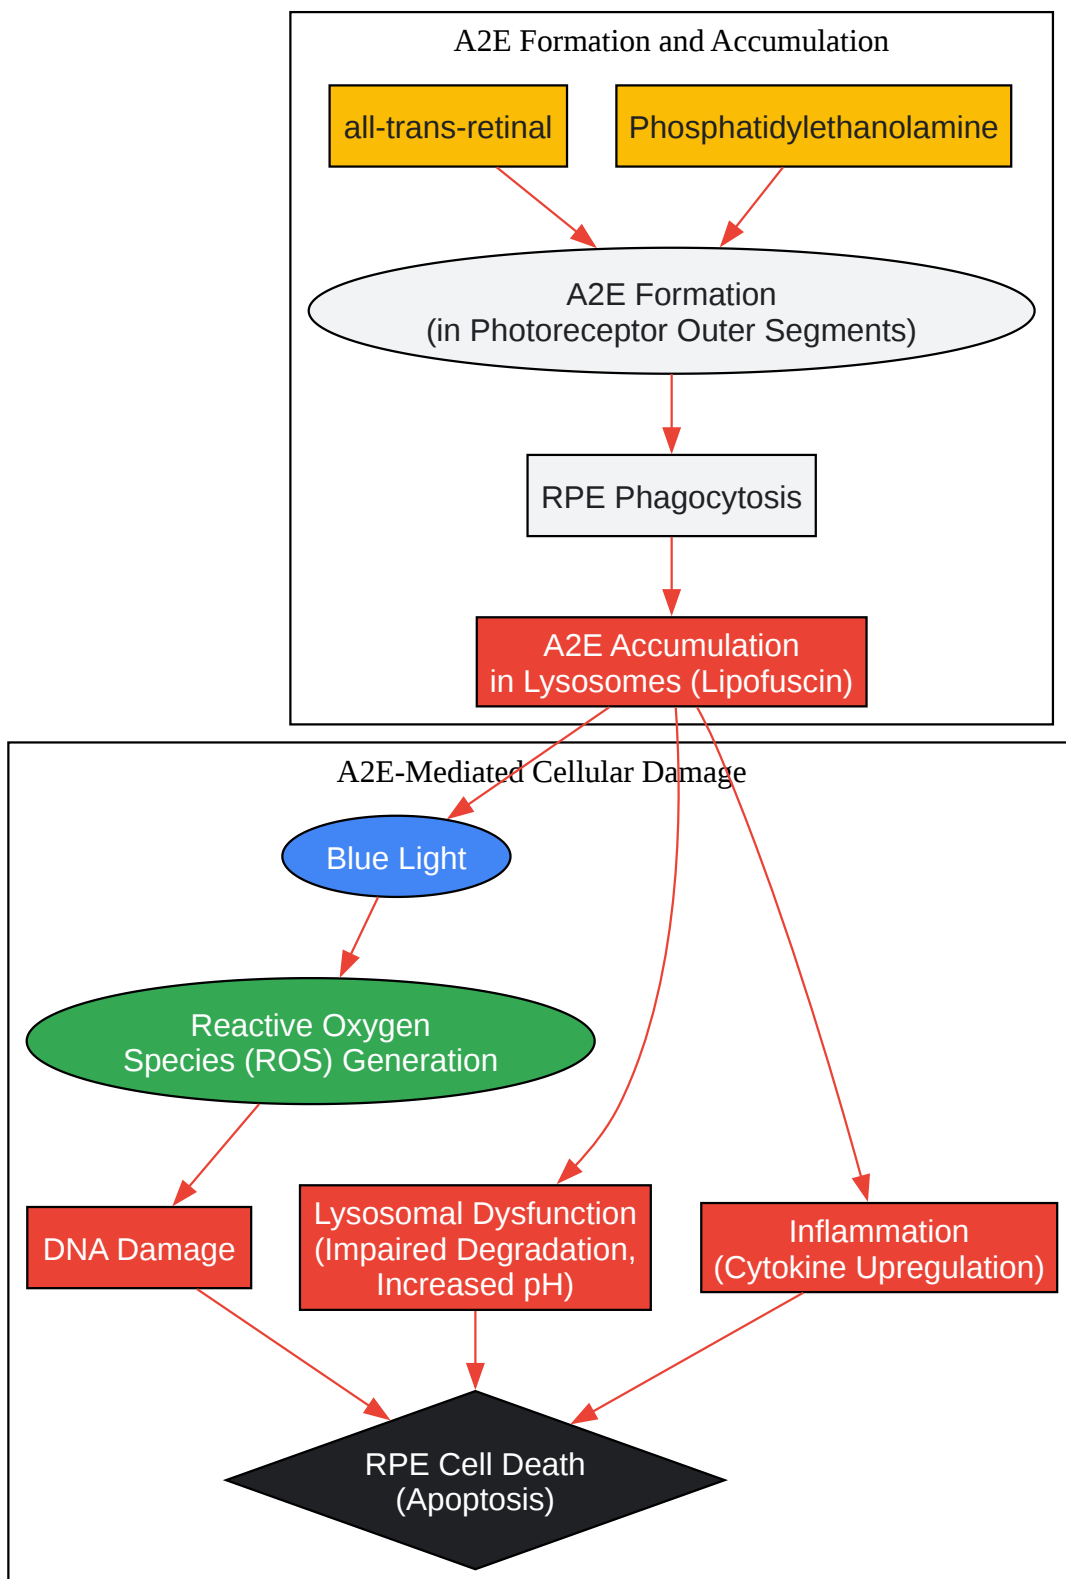 A2E Formation and Accumulation
all-trans-retinal
Phosphatidylethanolamine
A2E Formation
(in Photoreceptor Outer Segments)
RPE Phagocytosis
A2E Accumulation
in Lysosomes (Lipofuscin)
A2E-Mediated Cellular Damage
Blue Light
Reactive Oxygen
Species (ROS) Generation
DNA Damage
Lysosomal Dysfunction
(Impaired Degradation,
Increased pH)
Inflammation
(Cytokine Upregulation)
RPE Cell Death
(Apoptosis)